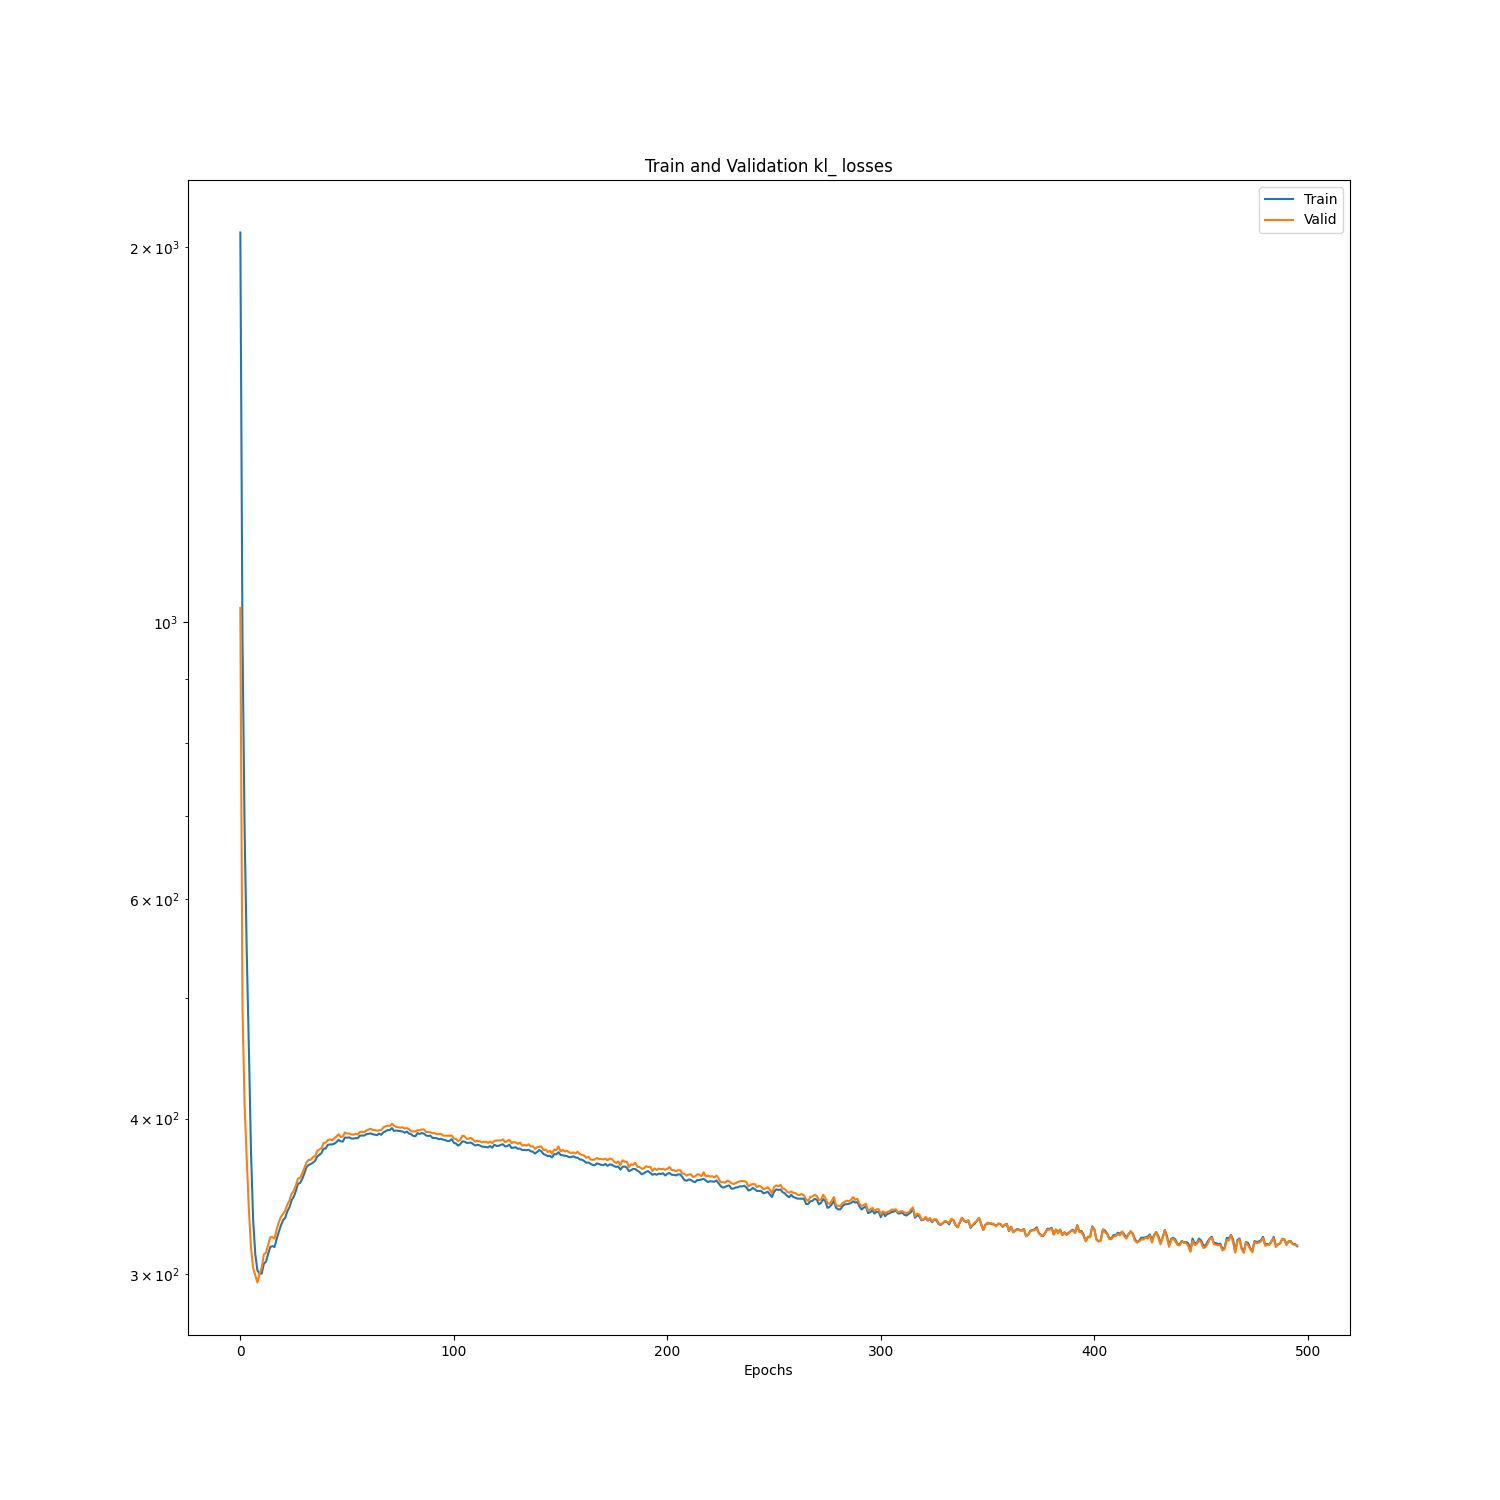 Train and Validation kl_ losses
Train
Valid
2 × 10³
10³
6 × 10²
4 × 10²
3 × 10²
0 100 200 300 400 500
Epochs